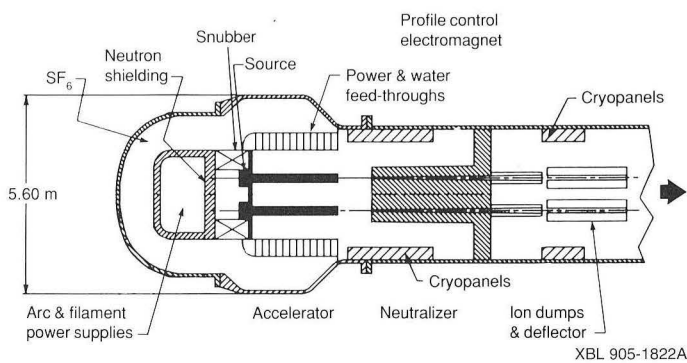 Profile control
electromagnet
Snubber
Neutron
shielding
Source
SF6
Power & water
feed-throughs
Cryopanels
5.60 m
Cryopanels
Arc & filament
power supplies
Accelerator
Neutralizer
Ion dumps
& deflector
XBL 905-1822A